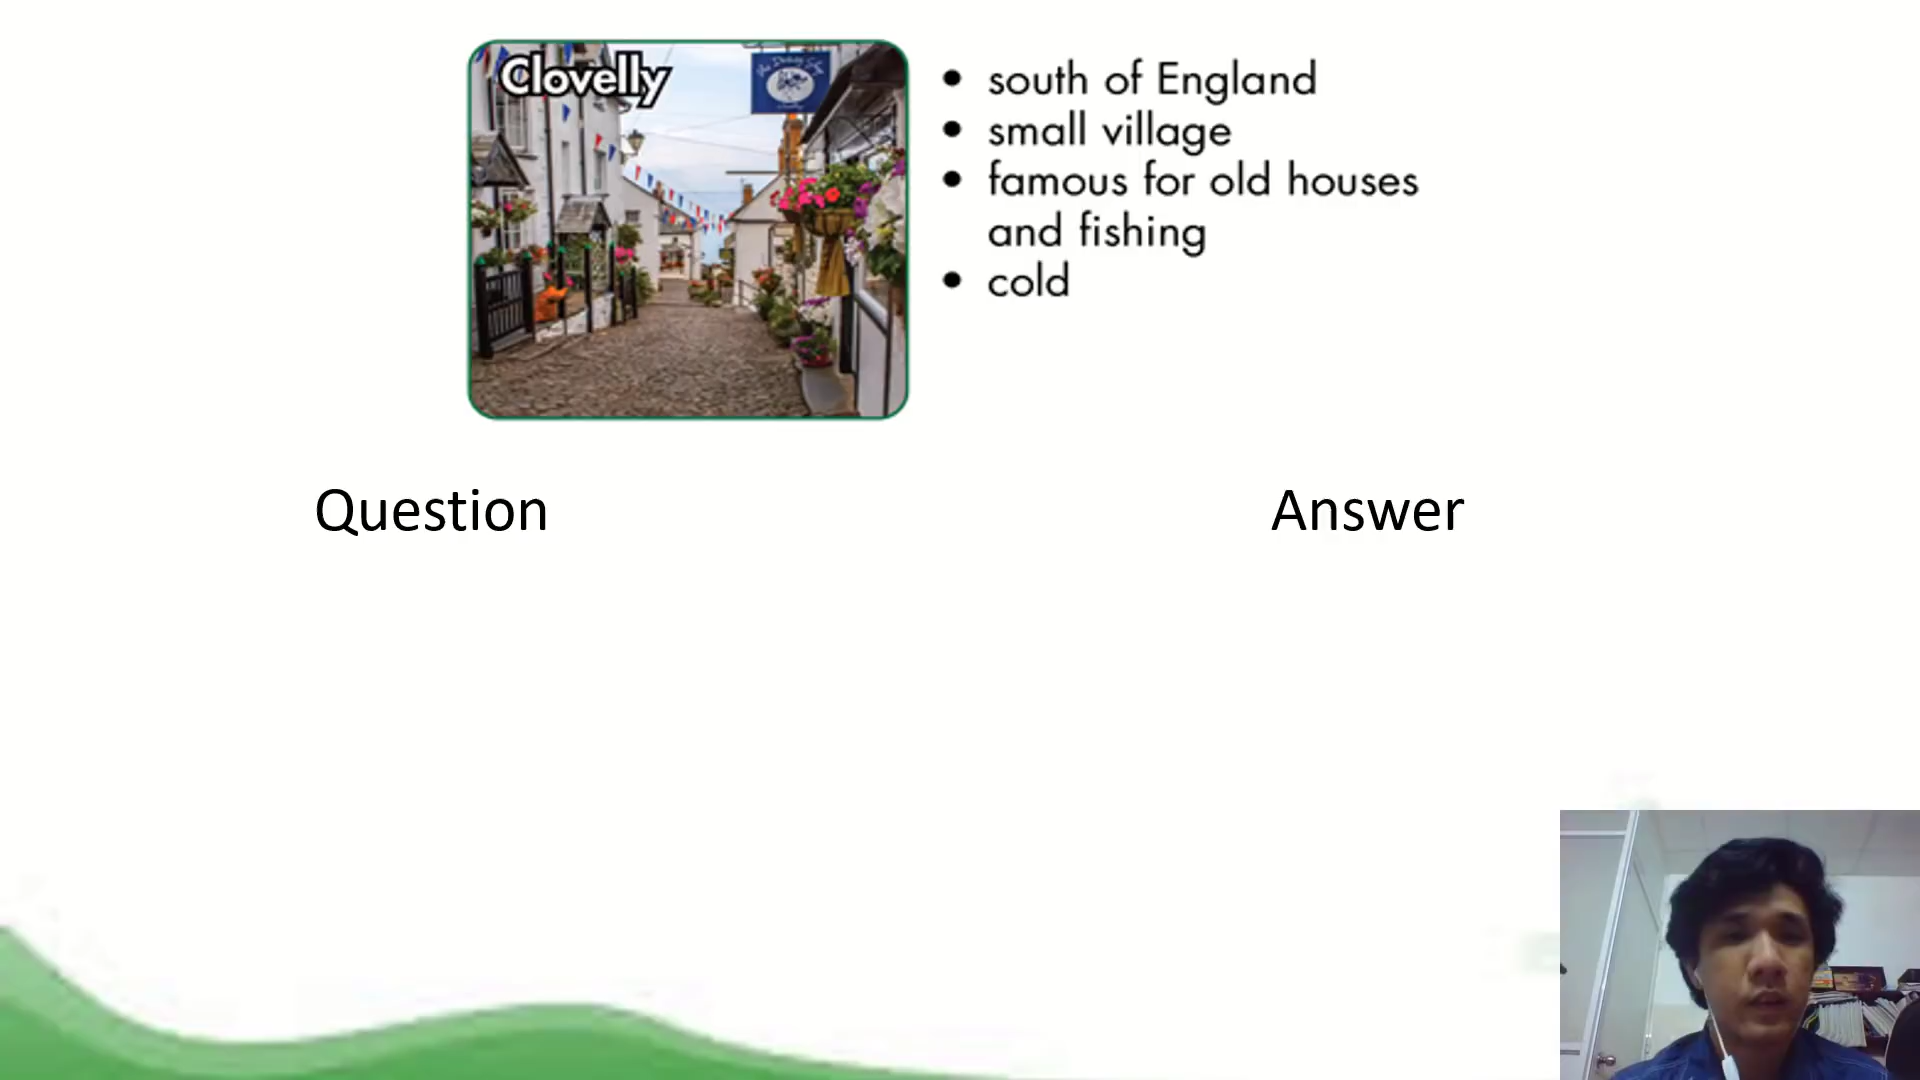 Clovelly
• south of England
• small village
• famous for old houses
and fishing
• cold
Question
Answer